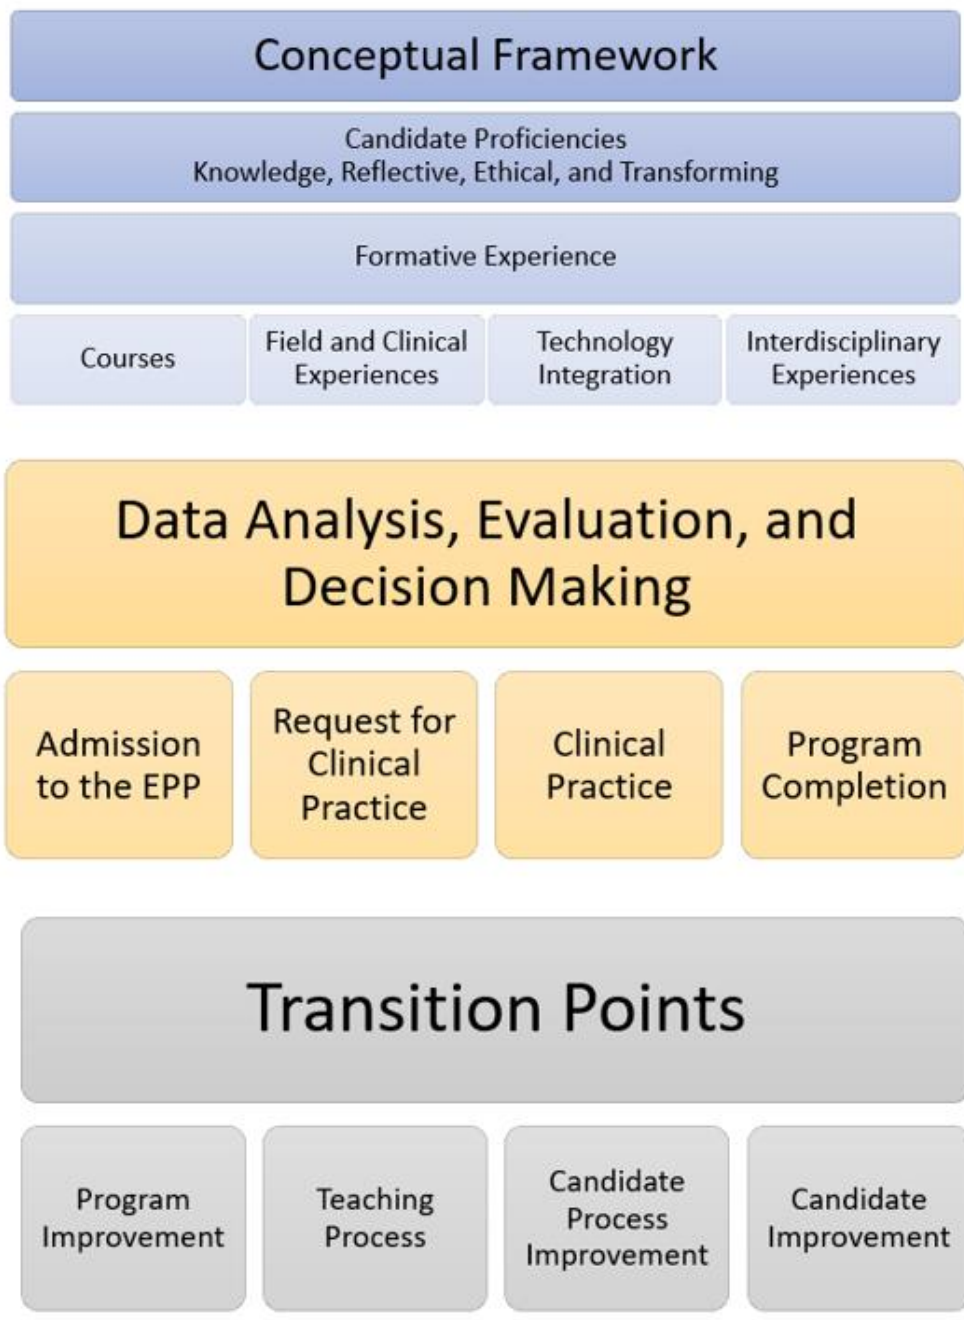 Conceptual Framework
Candidate Proficiencies
Knowledge, Reflective, Ethical, and Transforming
Formative Experience
Courses
Field and Clinical
Experiences
Technology
Integration
Interdisciplinary
Experiences
Data Analysis, Evaluation, and
Decision Making
Admission
to the EPP
Request for
Clinical
Practice
Clinical
Practice
Program
Completion
Transition Points
Program
Improvement
Teaching
Process
Candidate
Process
Improvement
Candidate
Improvement